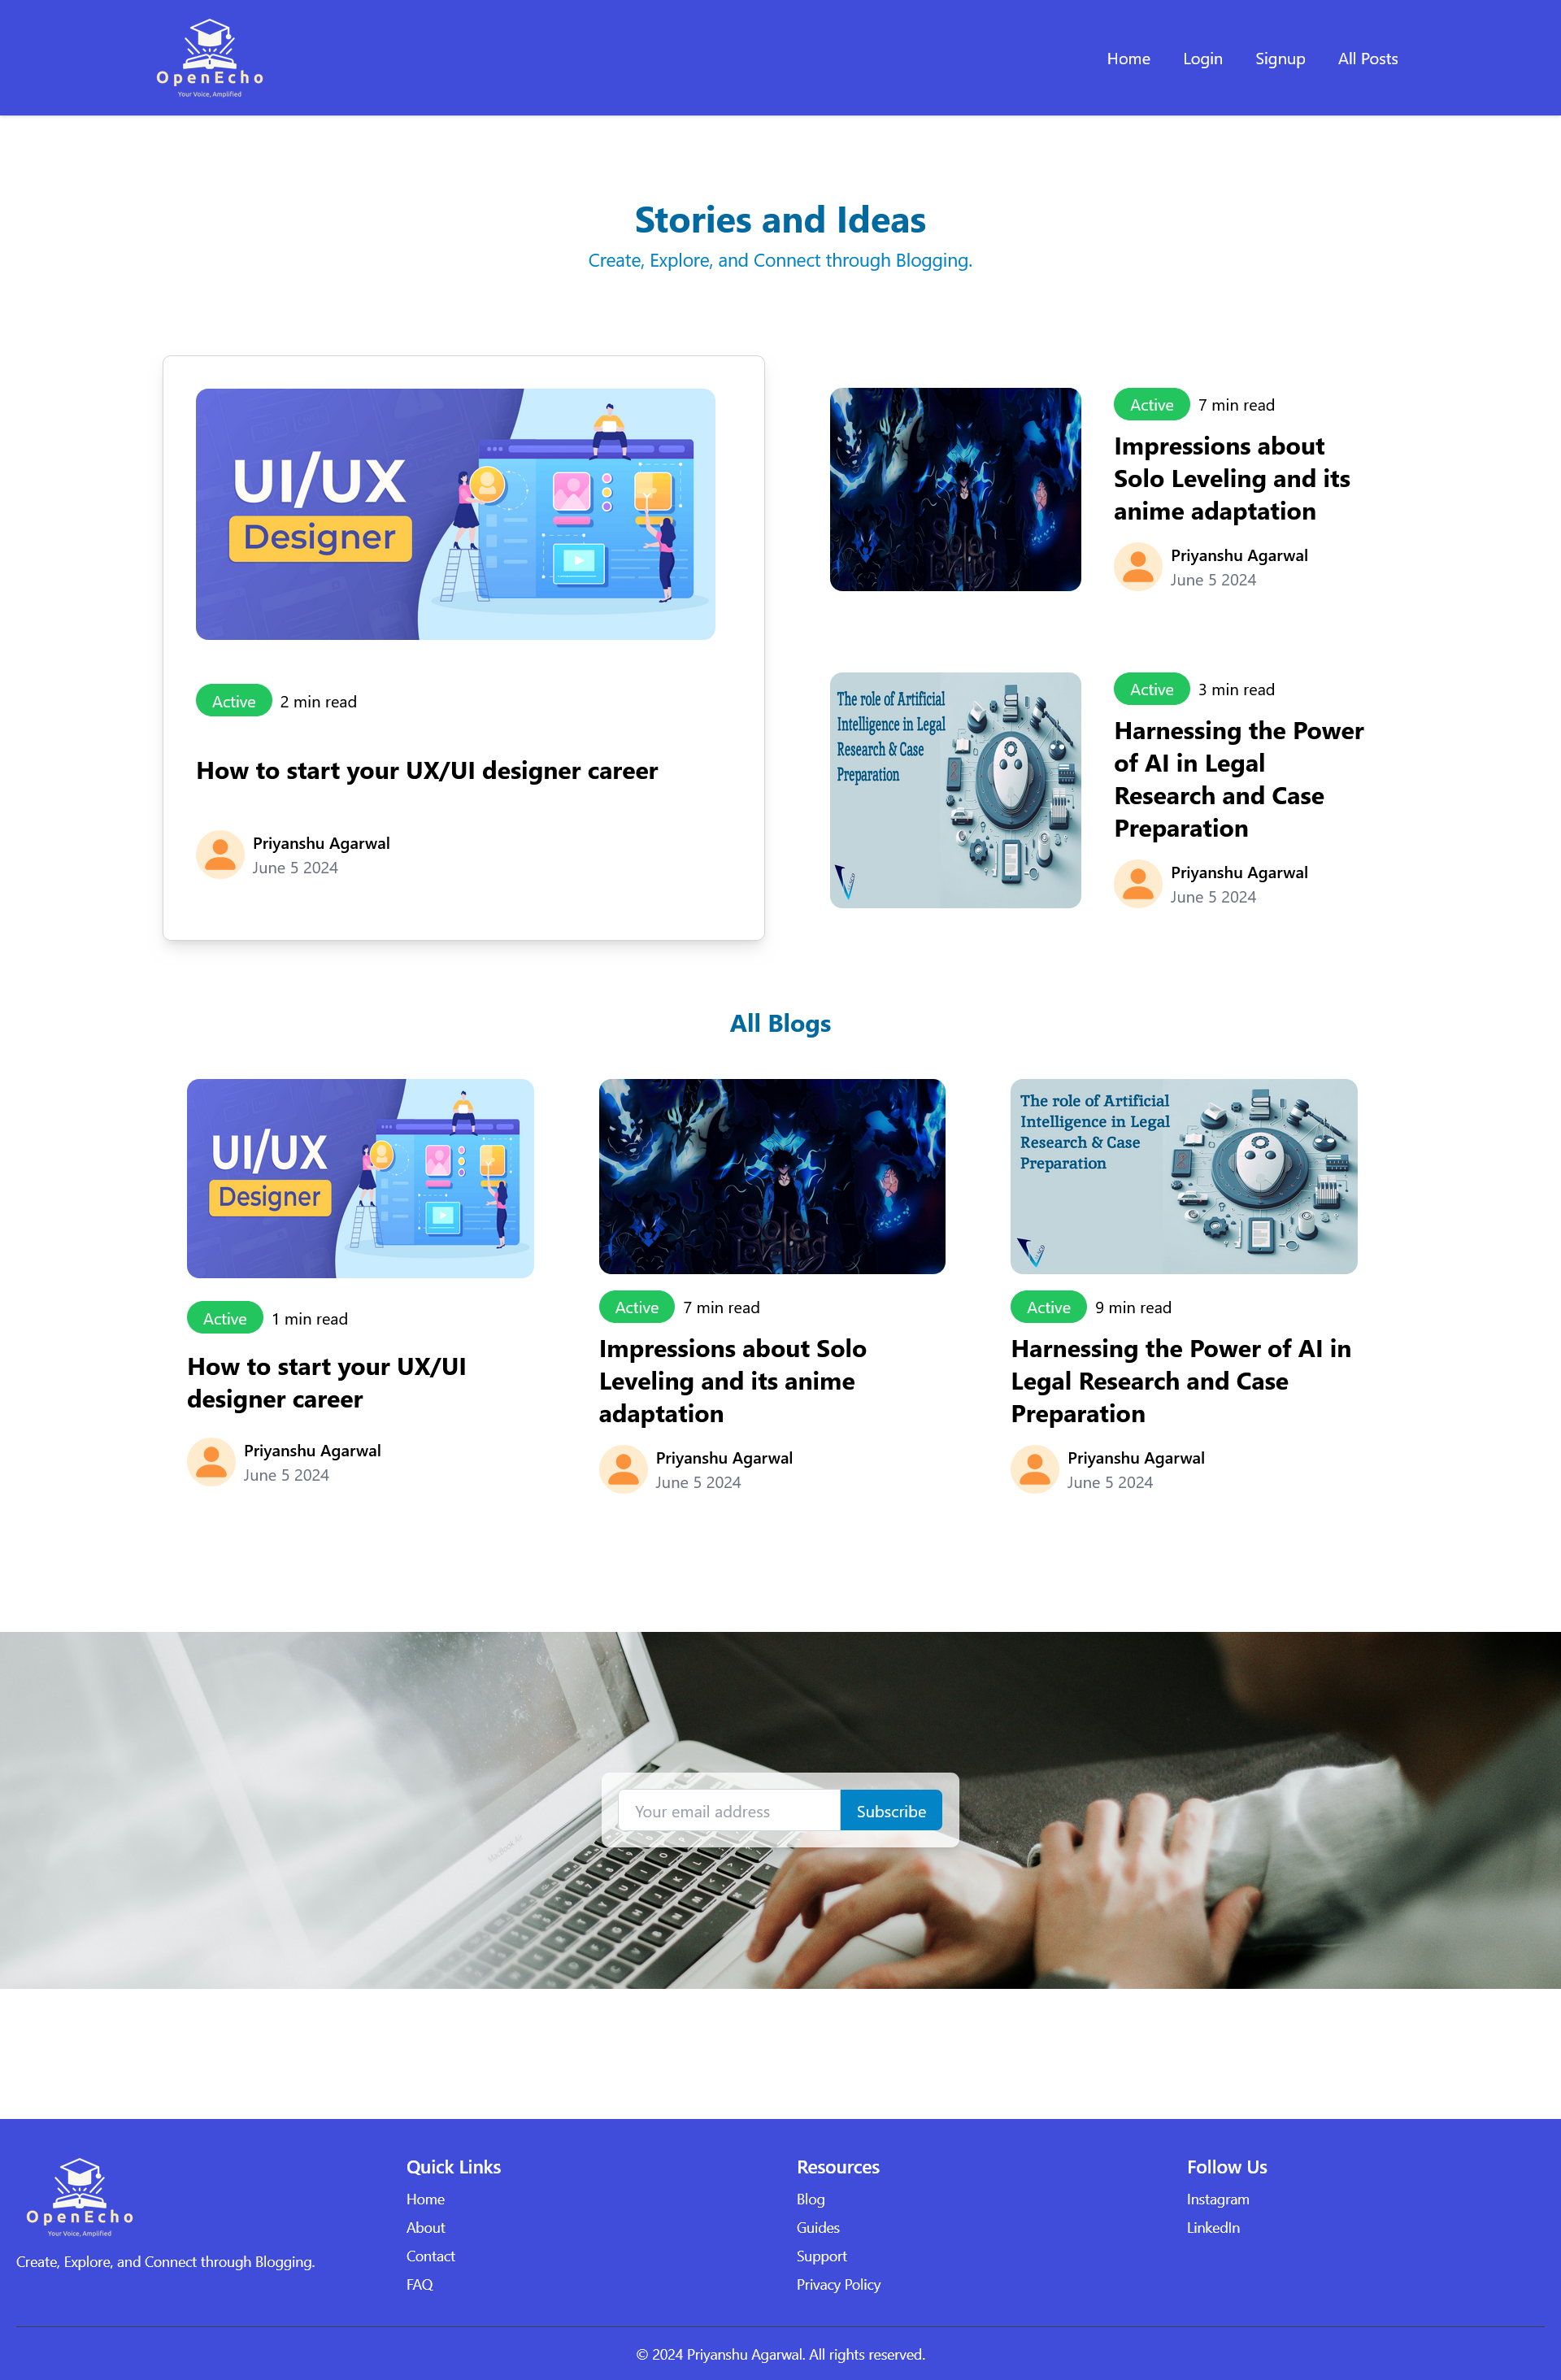 OpenEcho
Your Voice, Amplified
Home
Login
Signup
All Posts
Stories and Ideas
Create, Explore, and Connect through Blogging.
UI/UX
Designer
Active
2 min read
How to start your UX/UI designer career
Priyanshu Agarwal
June 5 2024
Solo
Leveling
Active
7 min read
Impressions about
Solo Leveling and its
anime adaptation
Priyanshu Agarwal
June 5 2024
The role of Artificial
Intelligence in Legal
Research & Case
Preparation
Active
3 min read
Harnessing the Power
of AI in Legal
Research and Case
Preparation
Priyanshu Agarwal
June 5 2024
All Blogs
UI/UX
Designer
Active
1 min read
How to start your UX/UI
designer career
Priyanshu Agarwal
June 5 2024
Solo
Leveling
Active
7 min read
Impressions about Solo
Leveling and its anime
adaptation
Priyanshu Agarwal
June 5 2024
The role of Artificial
Intelligence in Legal
Research & Case
Preparation
Active
9 min read
Harnessing the Power of AI in
Legal Research and Case
Preparation
Priyanshu Agarwal
June 5 2024
MacBook Air
Your email address
Subscribe
OpenEcho
Your Voice, Amplified
Create, Explore, and Connect through Blogging.
Quick Links
Home
About
Contact
FAQ
Resources
Blog
Guides
Support
Privacy Policy
Follow Us
Instagram
LinkedIn
© 2024 Priyanshu Agarwal. All rights reserved.